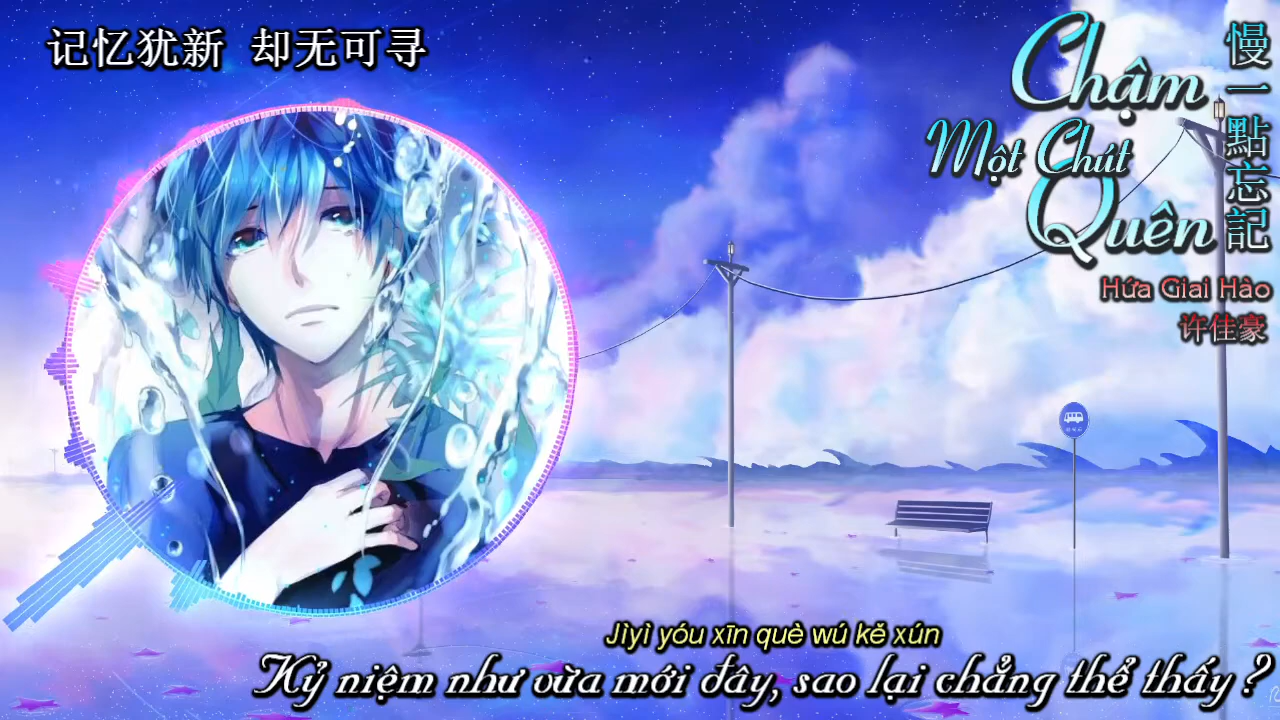 记忆犹新 却无可寻
Chậm
Một Chút
Quên
慢一點忘記
Hứa Giai Hào
许佳豪
Jìyì yóu xīn què wú kě xún
Kỷ niệm như vừa mới đây, sao lại chẳng thể thấy ?